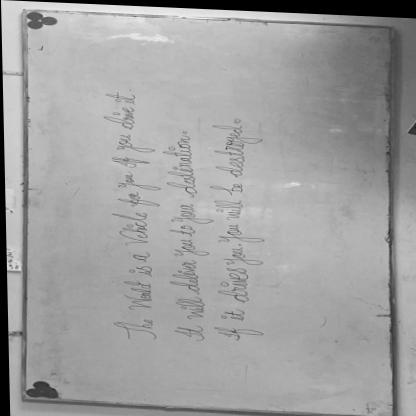 The World is a Vehicle for you If you drive it.
It will deliver you to your destination.
If it drives you. You will be destroyed.